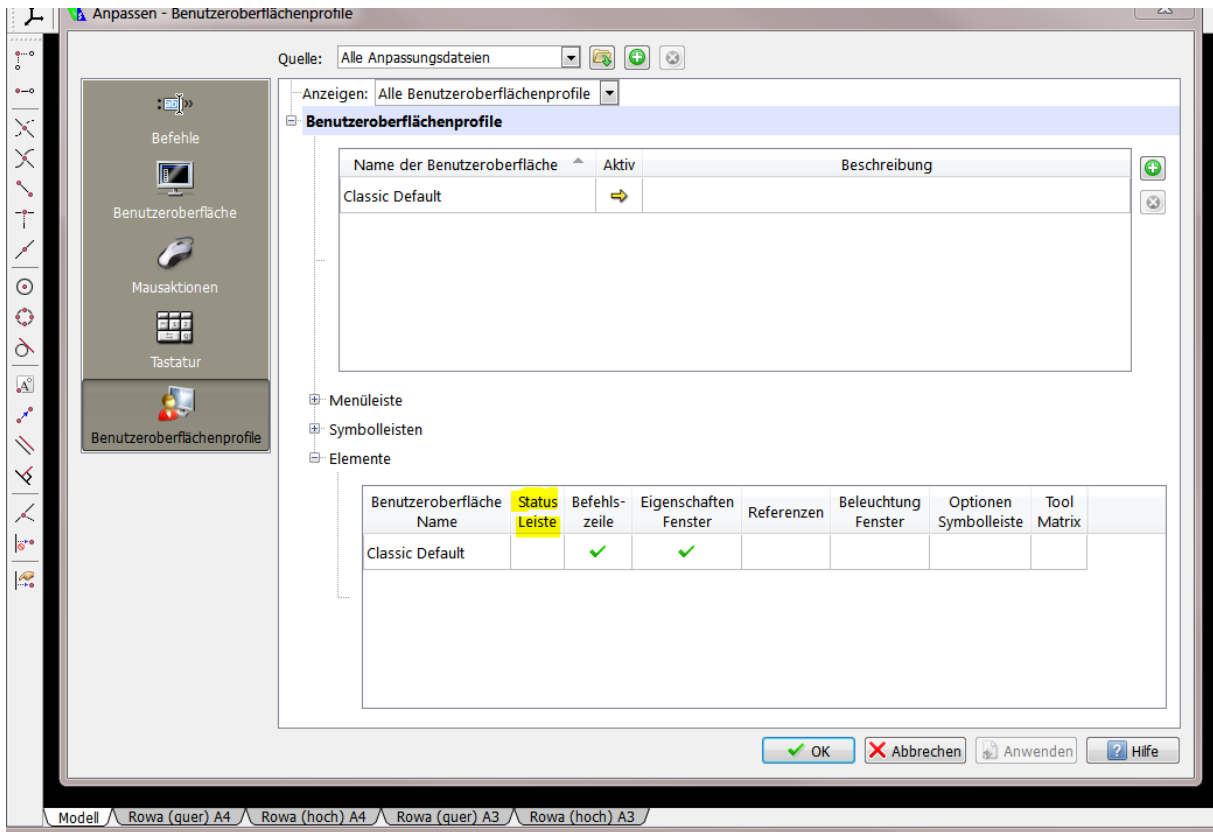 Anpassen - Benutzeroberflächenprofile
Quelle: Alle Anpassungsdateien
Anzeigen: Alle Benutzeroberflächenprofile
Benutzeroberflächenprofile
Name der Benutzeroberfläche Aktiv Beschreibung
Classic Default
Befehle
Benutzeroberfläche
Mausaktionen
Tastatur
Benutzeroberflächenprofile
Menüleiste
Symbolleisten
Elemente
Benutzeroberfläche Status Befehls- Eigenschaften Referenzen Beleuchtung Optionen Tool
Name Leiste zeile Fenster Fenster Symbolleiste Matrix
Classic Default
OK Abbrechen Anwenden Hilfe
Modell Rowa (quer) A4 Rowa (hoch) A4 Rowa (quer) A3 Rowa (hoch) A3